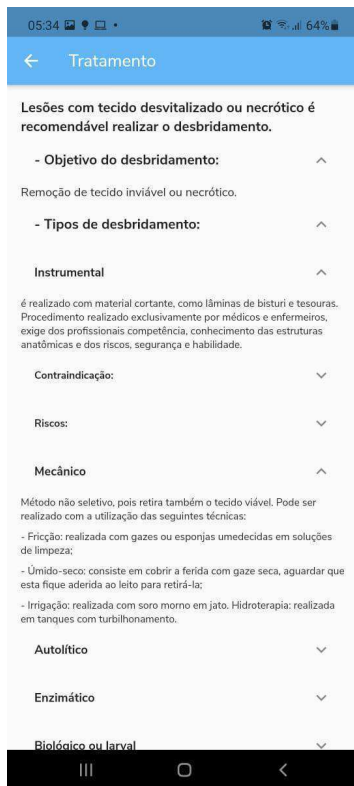 05:34
64%
Tratamento
Lesões com tecido desvitalizado ou necrótico é
recomendável realizar o desbridamento.
- Objetivo do desbridamento:
Remoção de tecido inviável ou necrótico.
- Tipos de desbridamento:
Instrumental
é realizado com material cortante, como lâminas de bisturi e tesouras.
Procedimento realizado exclusivamente por médicos e enfermeiros,
exige dos profissionais competência, conhecimento das estruturas
anatômicas e dos riscos, segurança e habilidade.
Contraindicação:
Riscos:
Mecânico
Método não seletivo, pois retira também o tecido viável. Pode ser
realizado com a utilização das seguintes técnicas:
- Fricção: realizada com gazes ou esponjas umedecidas em soluções
de limpeza;
- Úmido-seco: consiste em cobrir a ferida com gaze seca, aguardar que
esta fique aderida ao leito para retirá-la;
- Irrigação: realizada com soro morno em jato. Hidroterapia: realizada
em tanques com turbilhonamento.
Autolítico
Enzimático
Biológico ou larval